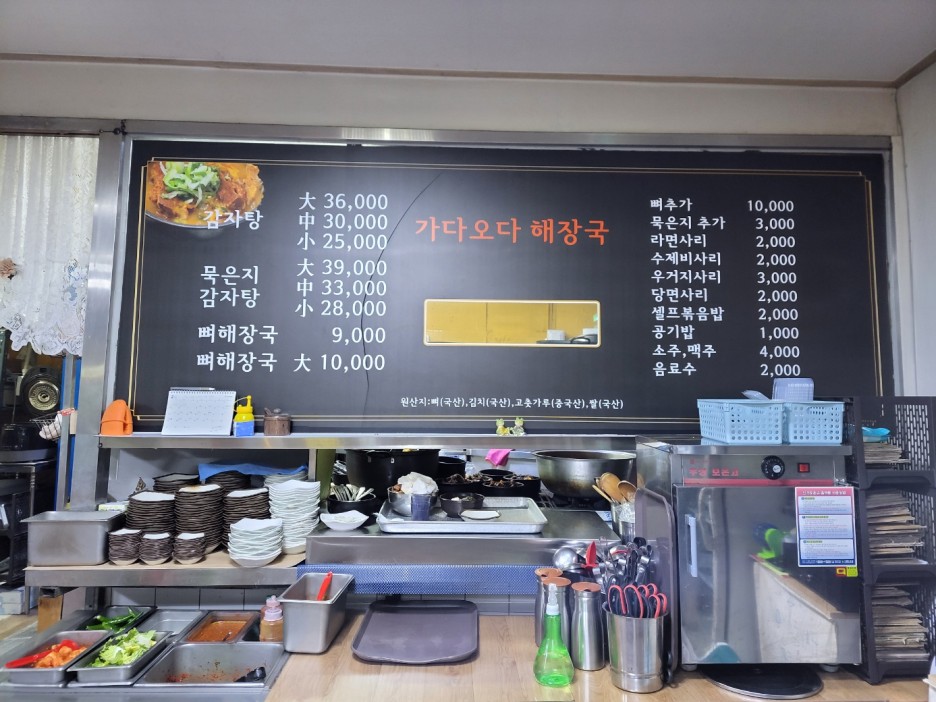 감자탕
大 36,000
中 30,000
小 25,000
묵은지
감자탕
大 39,000
中 33,000
小 28,000
뼈해장국 9,000
뼈해장국 大 10,000
가다오다 해장국
원산지:뼈(국산),김치(국산),고춧가루(중국산),쌀(국산)
뼈추가 10,000
묵은지 추가 3,000
라면사리 2,000
수제비사리 2,000
우거지사리 3,000
당면사리 2,000
셀프볶음밥 2,000
공기밥 1,000
소주,맥주 4,000
음료수 2,000